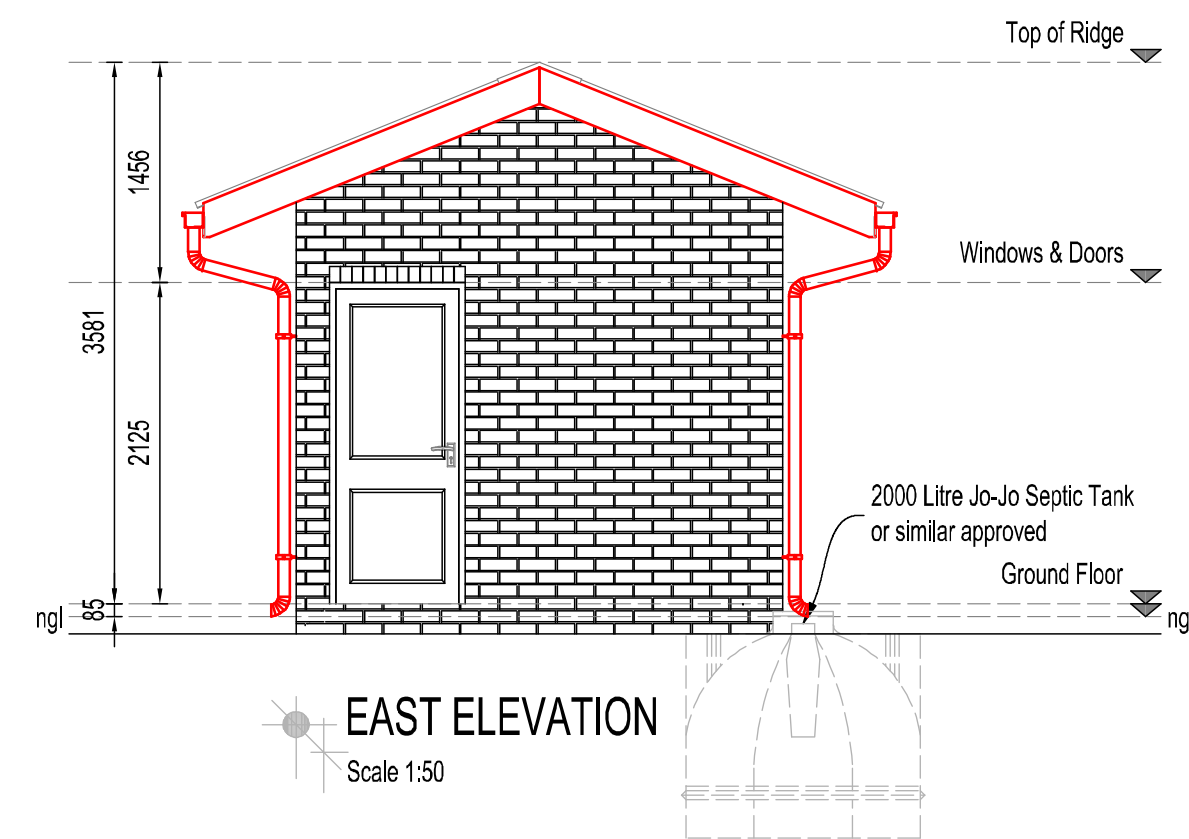 Top of Ridge
1456
Windows & Doors
3581
2125
2000 Litre Jo-Jo Septic Tank
or similar approved
Ground Floor
85
ngl
ng
EAST ELEVATION
Scale 1:50